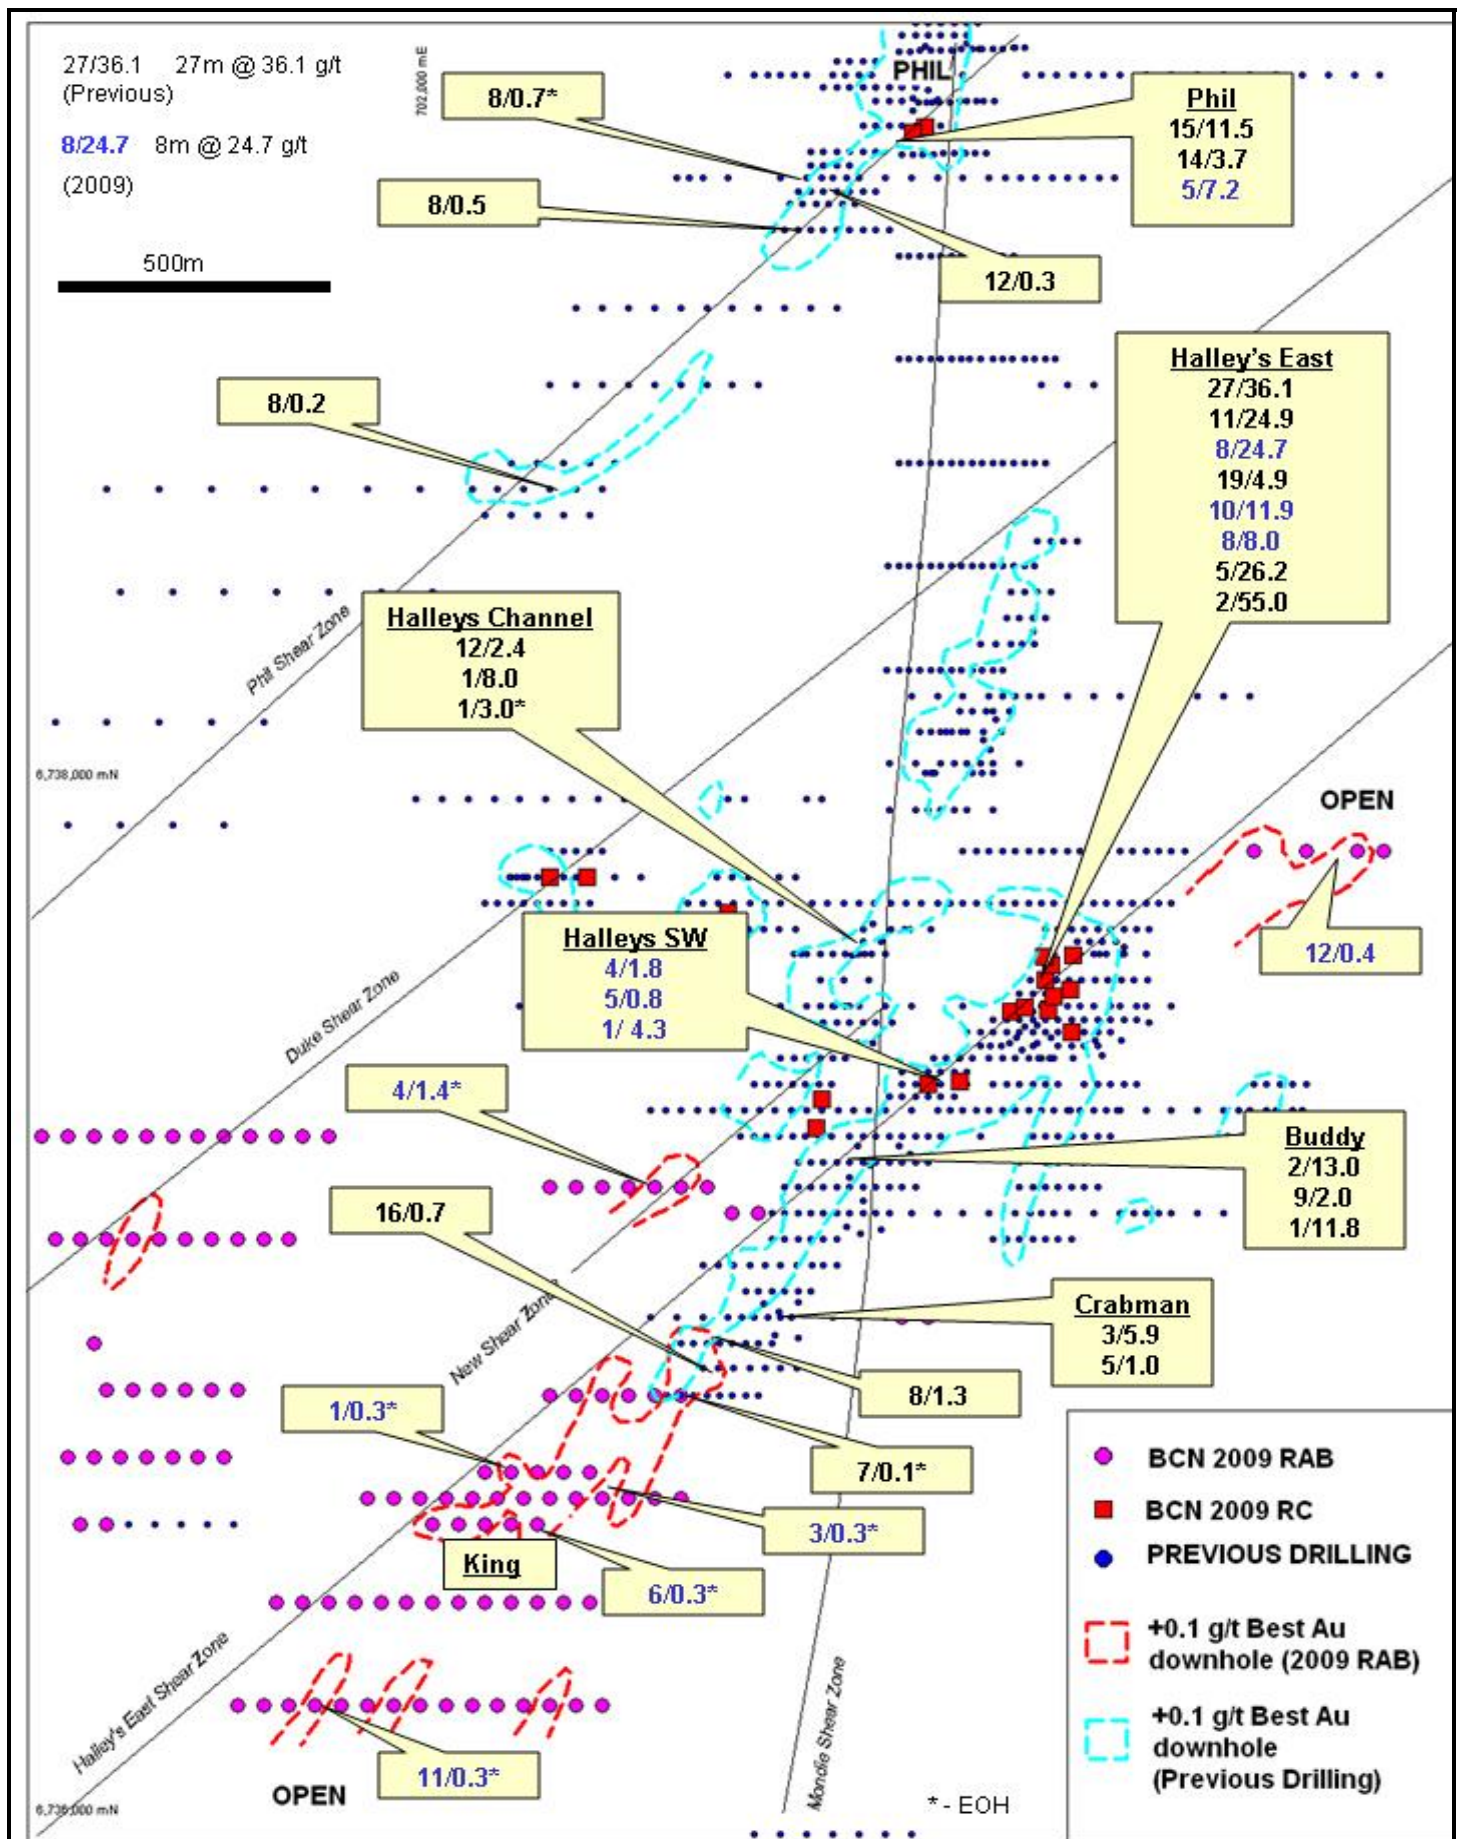 27/36.1 27m @ 36.1 g/t
(Previous)
8/24.7 8m @ 24.7 g/t
(2009)
500m
702,000 mE
PHIL
8/0.7*
8/0.5
Phil
15/11.5
14/3.7
5/7.2
12/0.3
8/0.2
Halley's East
27/36.1
11/24.9
8/24.7
19/4.9
10/11.9
8/8.0
5/26.2
2/55.0
Phil Shear Zone
Halleys Channel
12/2.4
1/8.0
1/3.0*
6,738,000 mN
OPEN
12/0.4
Halleys SW
4/1.8
5/0.8
1/ 4.3
Duke Shear Zone
4/1.4*
Buddy
2/13.0
9/2.0
1/11.8
16/0.7
New Shear Zone
Crabman
3/5.9
5/1.0
8/1.3
1/0.3*
7/0.1*
3/0.3*
King
6/0.3*
Halley's East Shear Zone
Mondie Shear Zone
11/0.3*
OPEN
6,736,000 mN
* - EOH
BCN 2009 RAB
BCN 2009 RC
PREVIOUS DRILLING
+0.1 g/t Best Au
downhole (2009 RAB)
+0.1 g/t Best Au
downhole
(Previous Drilling)